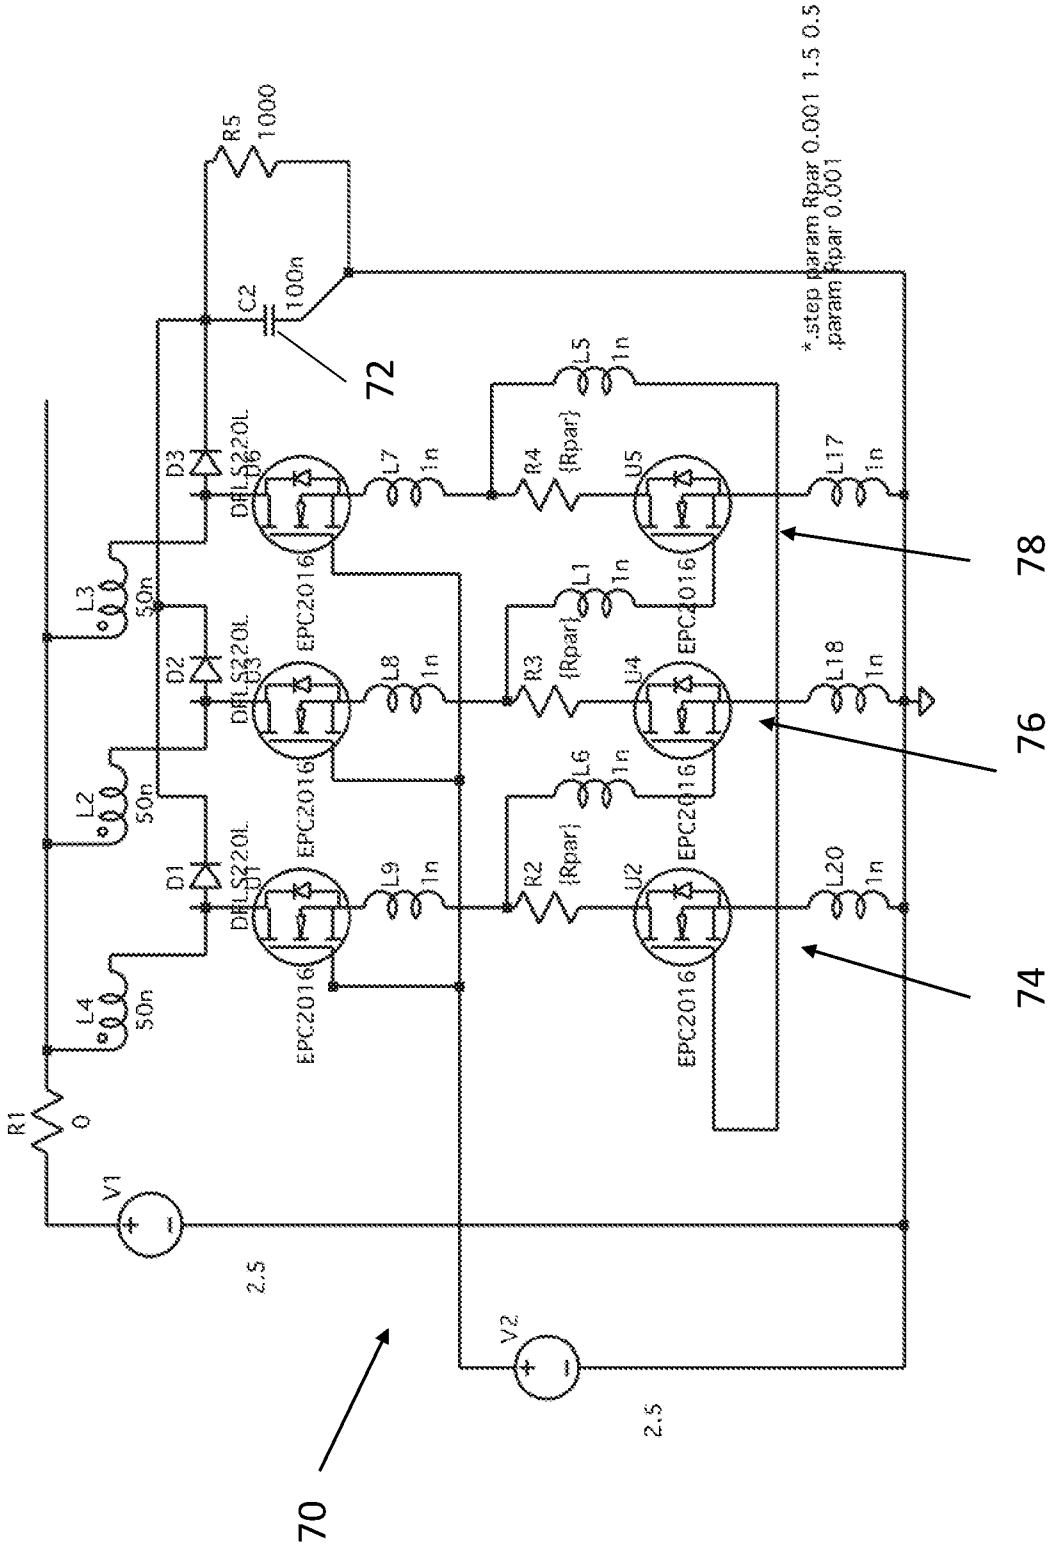 R1
0
L4
50n
L2
50n
L3
50n
V1
2.5
D1
DFLS220L
D2
DFLS220L
D3
DFLS220L
R5
1000
C2
100n
72
U1
EPC2016
U3
EPC2016
U6
EPC2016
L9
1n
L8
1n
L7
1n
70
V2
2.5
R2
{Rpar}
L6
1n
R3
{Rpar}
L1
1n
R4
{Rpar}
L5
1n
U2
EPC2016
U4
EPC2016
U5
EPC2016
L20
1n
L18
1n
L17
1n
*.step param Rpar 0.001 1.5 0.5
.param Rpar 0.001
74
76
78